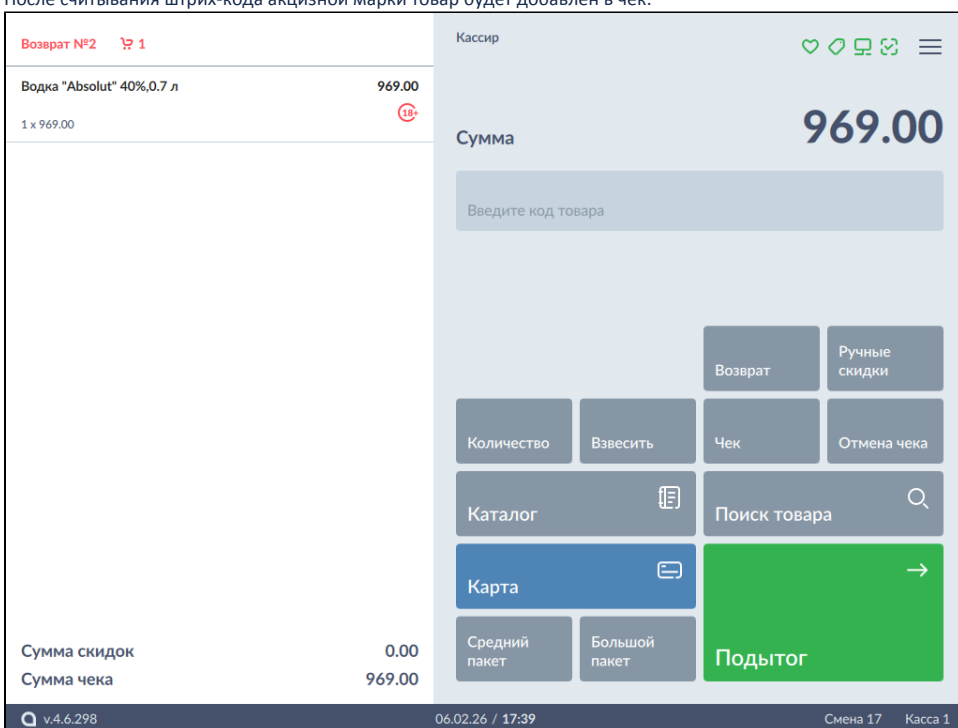 После считывания штрих-кода акцизной марки товар будет добавлен в чек.
Возврат №2 1
Водка "Absolut" 40%,0.7 л 969.00
1 x 969.00 18+
Сумма скидок 0.00
Сумма чека 969.00
Кассир
Сумма 969.00
Введите код товара
Возврат
Ручные
скидки
Количество
Взвесить
Чек
Отмена чека
Каталог
Поиск товара
Карта
Средний
пакет
Большой
пакет
Подытог
v.4.6.298 06.02.26 / 17:39 Смена 17 Касса 1